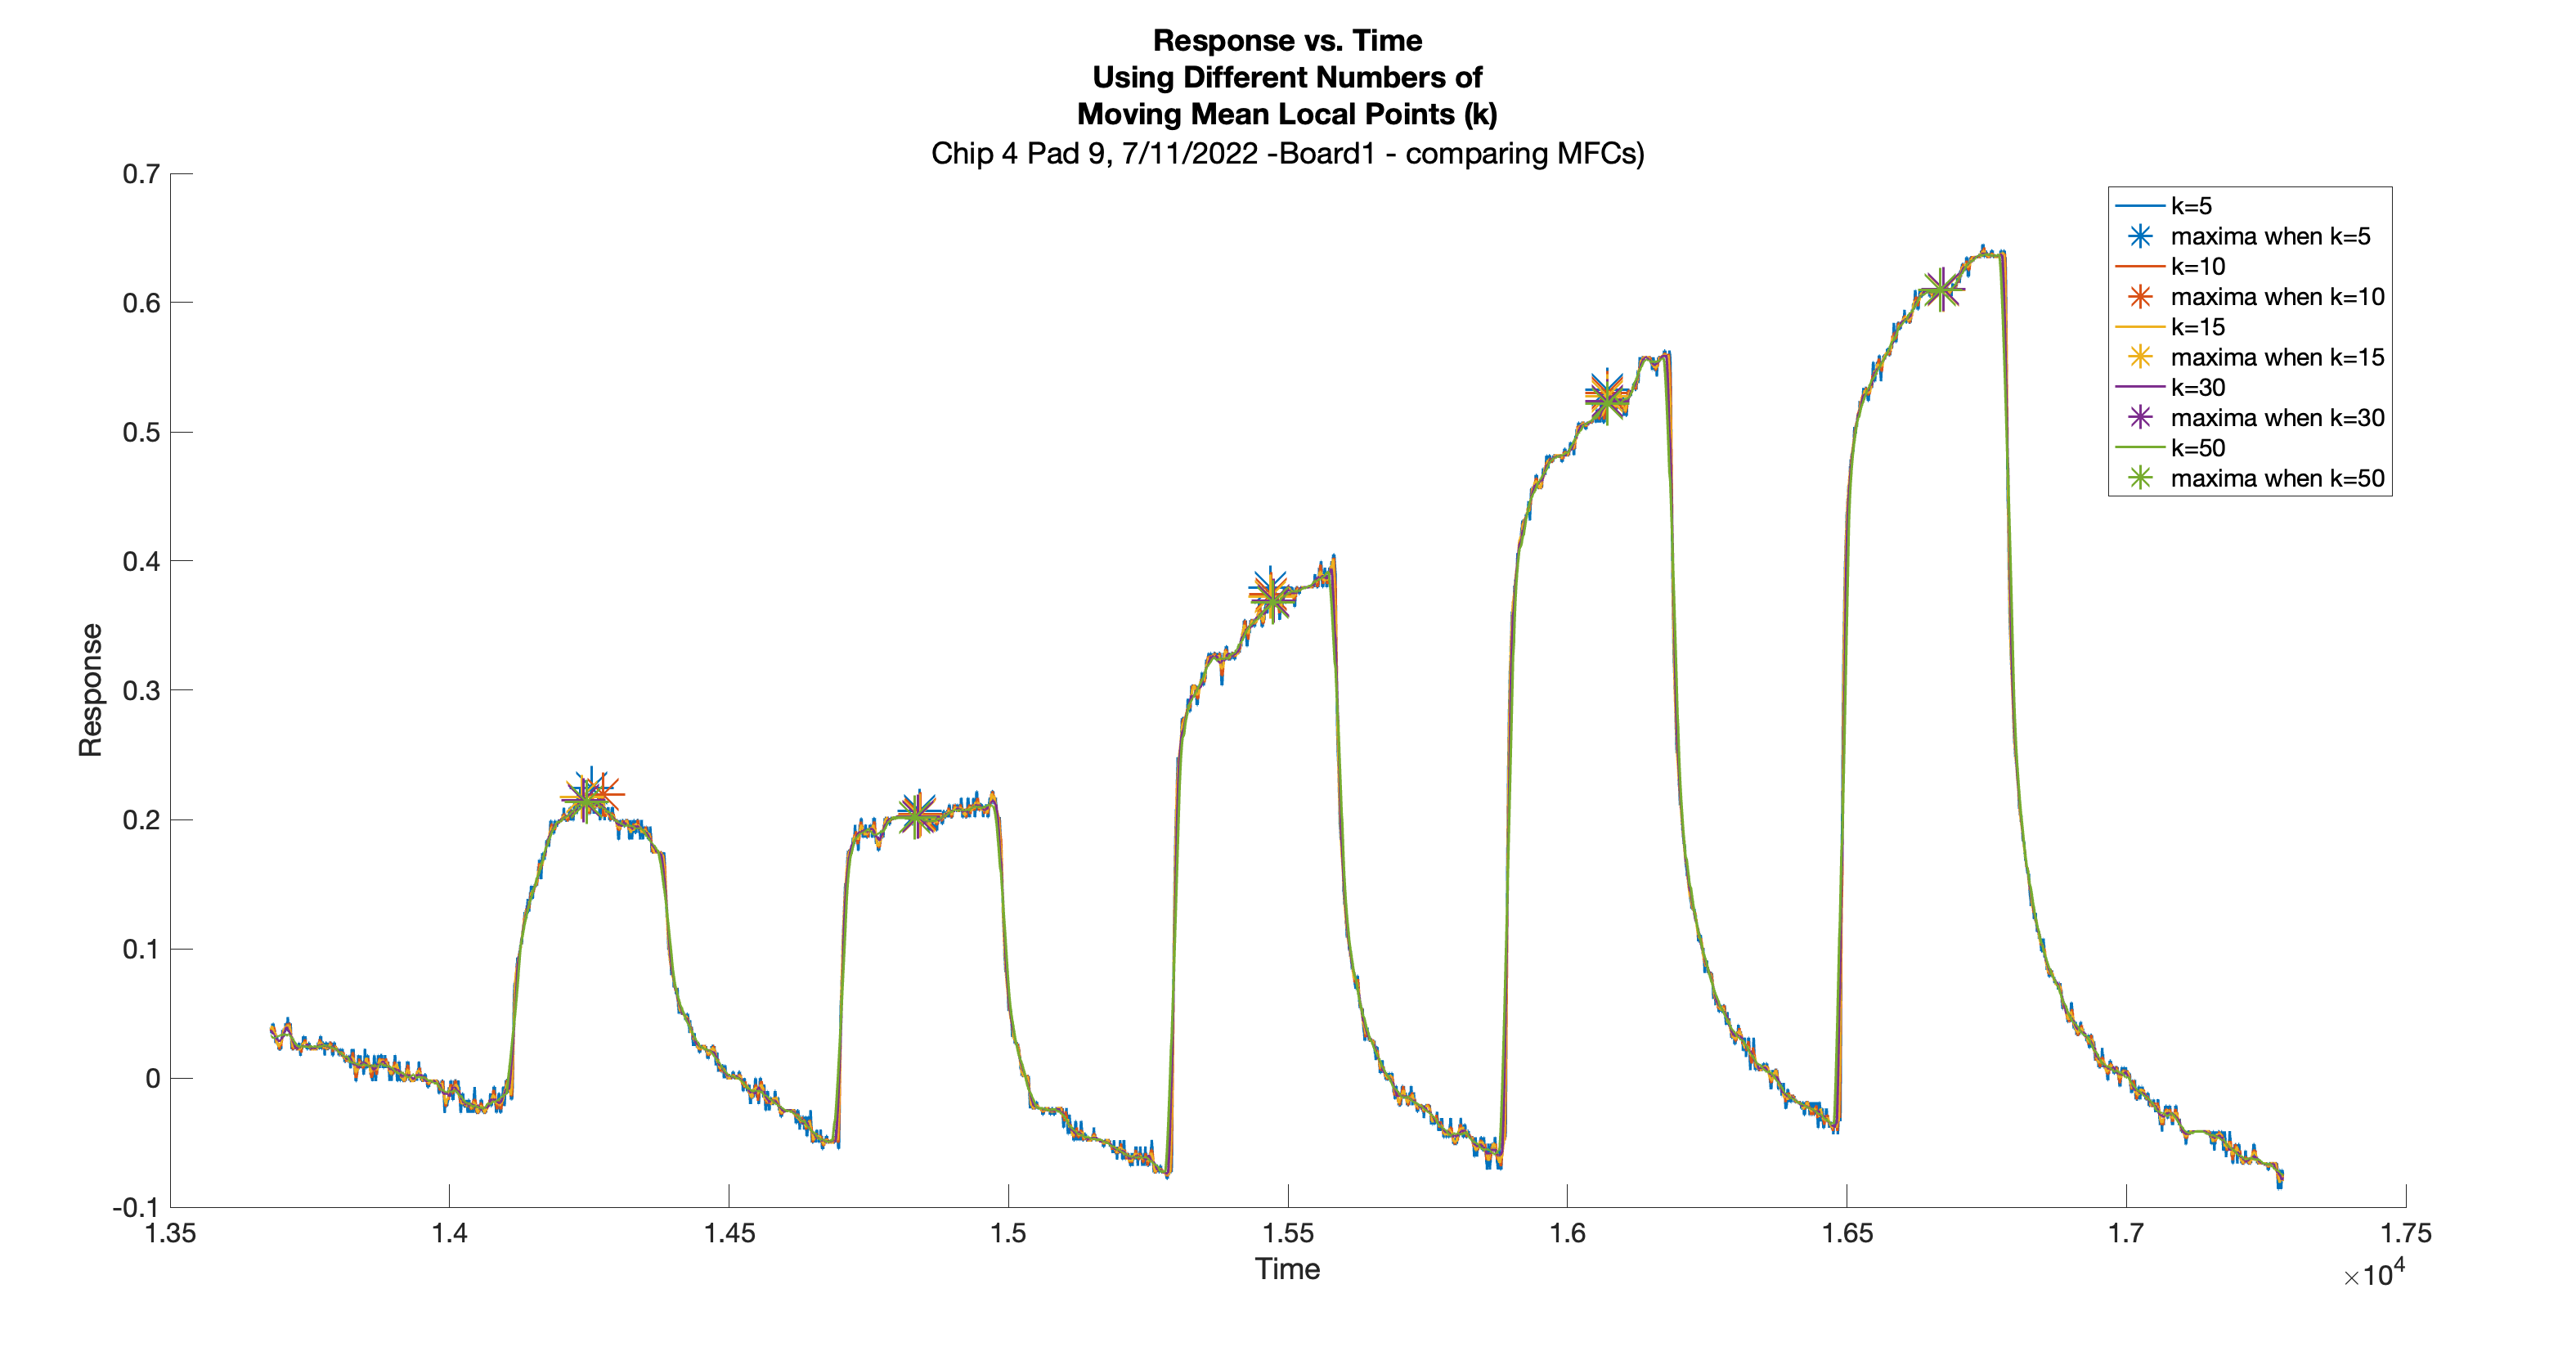 Response vs. Time
Using Different Numbers of
Moving Mean Local Points (k)
Chip 4 Pad 9, 7/11/2022 -Board1 - comparing MFCs)
0.7
0.6
0.5
0.4
0.3
0.2
0.1
0
-0.1
Response
k=5
maxima when k=5
k=10
maxima when k=10
k=15
maxima when k=15
k=30
maxima when k=30
k=50
maxima when k=50
1.35 1.4 1.45 1.5 1.55 1.6 1.65 1.7 1.75
Time
×10⁴